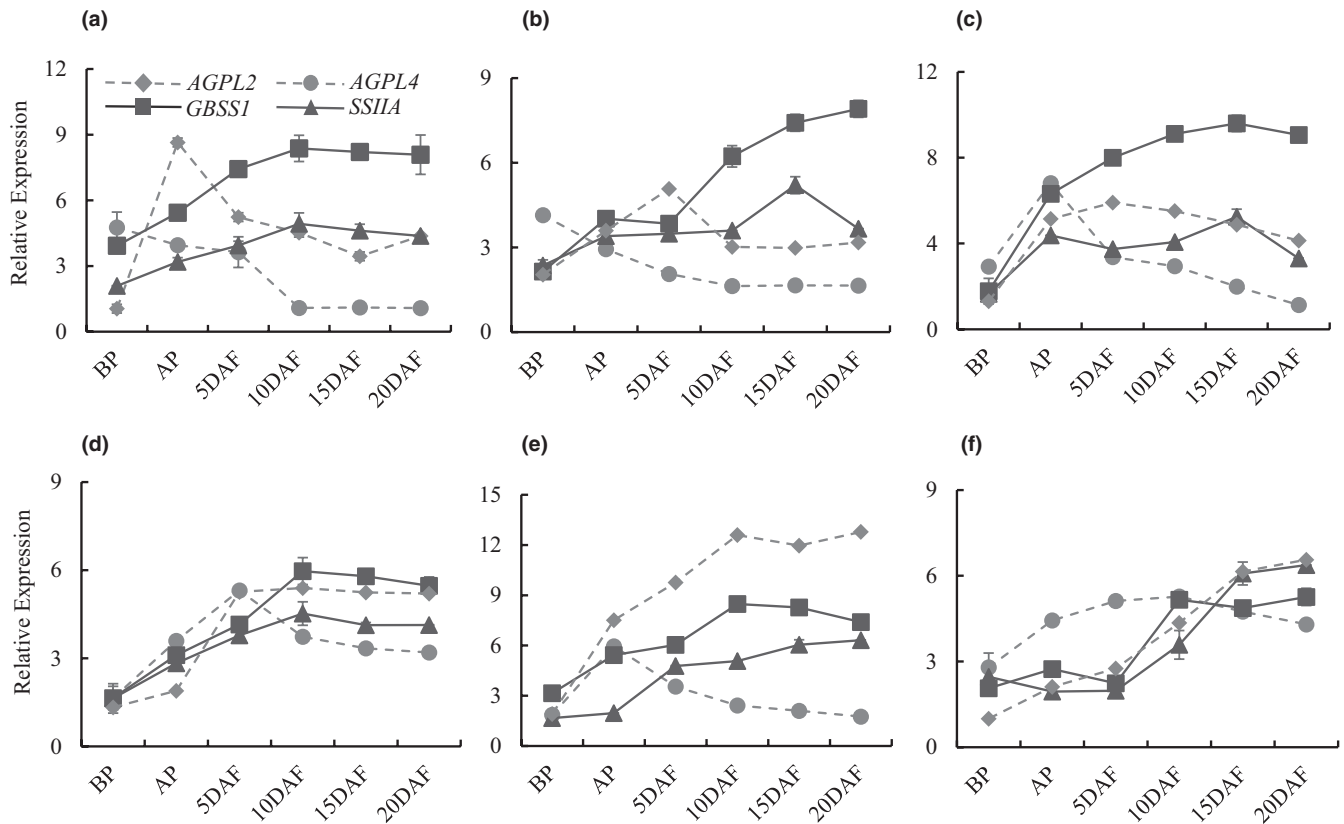 (a)
(b)
(c)
12
9
6
3
0
Relative Expression
AGPL2
AGPL4
GBSS1
SSIIA
BP
AP
5DAF
10DAF
15DAF
20DAF
9
6
3
0
BP
AP
5DAF
10DAF
15DAF
20DAF
12
8
4
0
BP
AP
5DAF
10DAF
15DAF
20DAF
(d)
(e)
(f)
9
6
3
0
Relative Expression
BP
AP
5DAF
10DAF
15DAF
20DAF
15
12
9
6
3
0
BP
AP
5DAF
10DAF
15DAF
20DAF
9
6
3
0
BP
AP
5DAF
10DAF
15DAF
20DAF